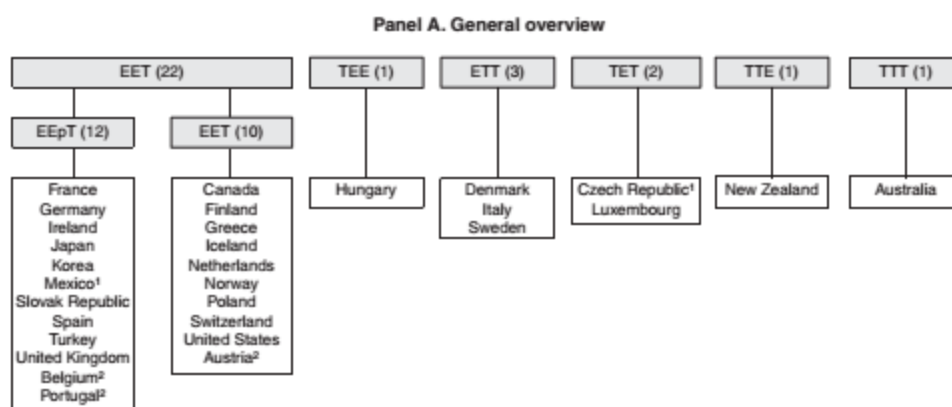 Panel A. General overview
EET (22)
TEE (1)
ETT (3)
TET (2)
TTE (1)
TTT (1)
EEpT (12)
EET (10)
France
Germany
Ireland
Japan
Korea
Mexico¹
Slovak Republic
Spain
Turkey
United Kingdom
Belgium²
Portugal²
Canada
Finland
Greece
Iceland
Netherlands
Norway
Poland
Switzerland
United States
Austria²
Hungary
Denmark
Italy
Sweden
Czech Republic¹
Luxembourg
New Zealand
Australia